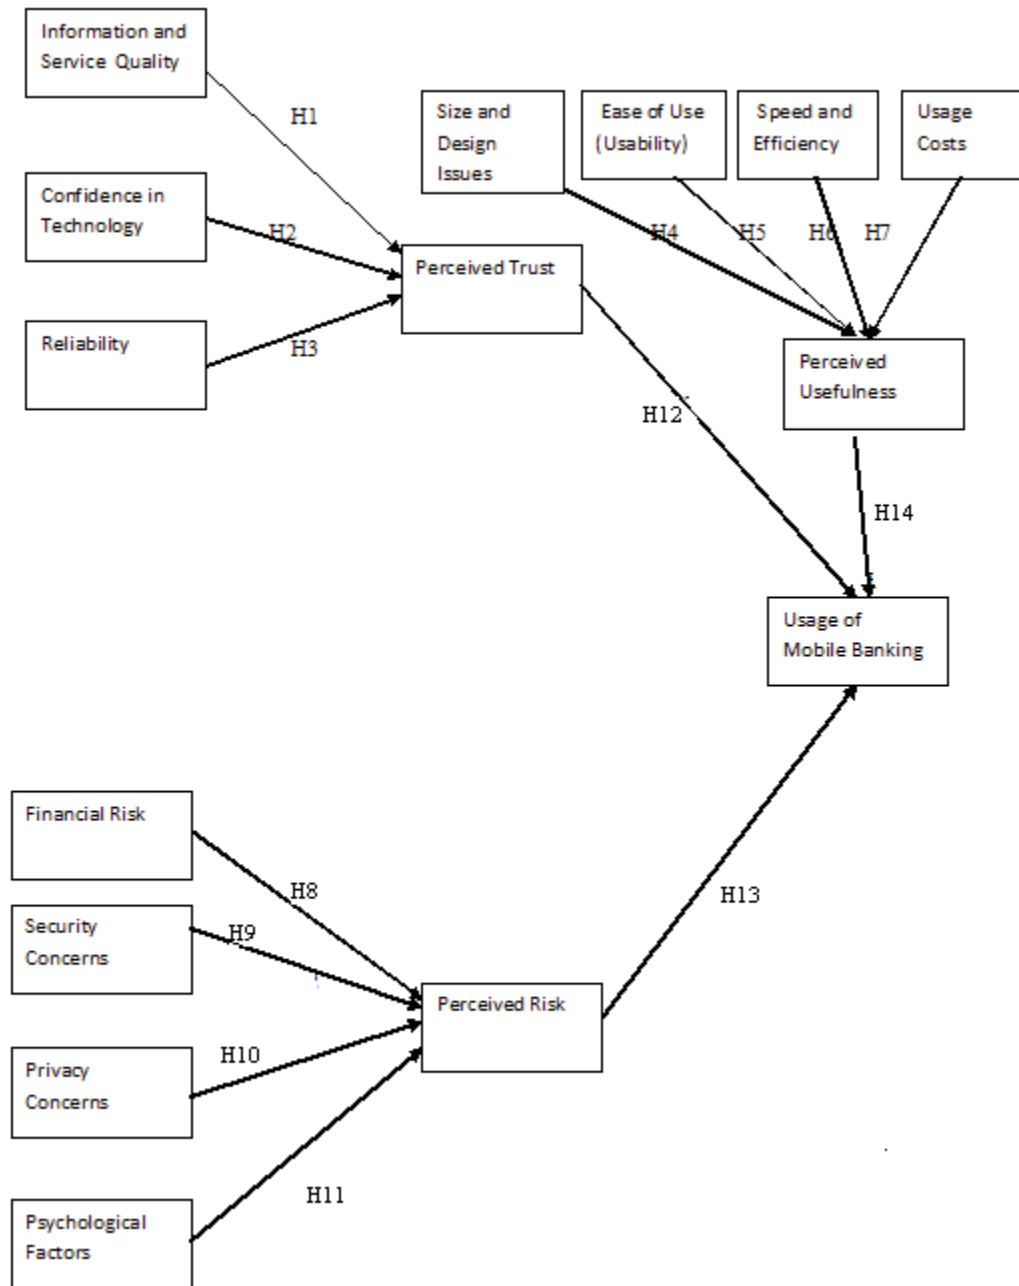 Information and
Service Quality
H1
Size and
Design
Issues
Ease of Use
(Usability)
Speed and
Efficiency
Usage
Costs
Confidence in
Technology
H2
H4
H5
H6
H7
Perceived Trust
Reliability
H3
Perceived
Usefulness
H12
H14
Usage of
Mobile Banking
Financial Risk
H8
H13
Security
Concerns
H9
Perceived Risk
Privacy
Concerns
H10
H11
Psychological
Factors